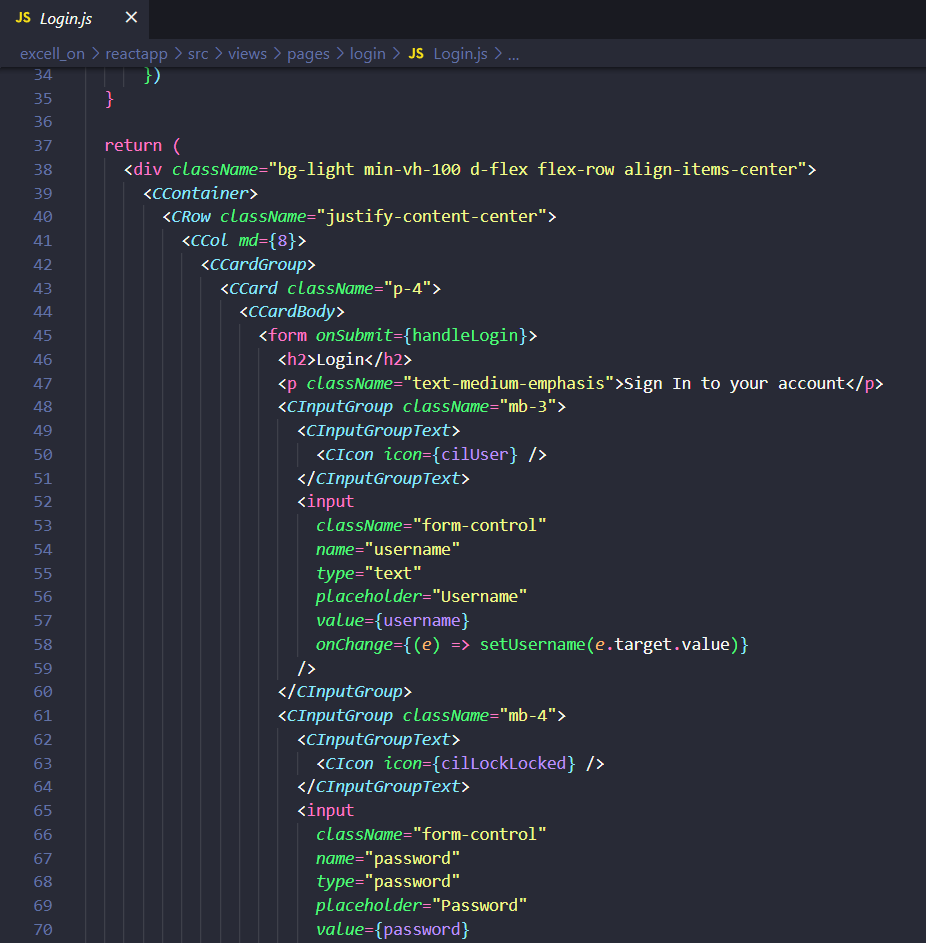 JS Login.js ×
excell_on > reactapp > src > views > pages > login > JS Login.js > ...
34 })
35 }
36
37 return (
38 <div className="bg-light min-vh-100 d-flex flex-row align-items-center">
39 <CContainer>
40 <CRow className="justify-content-center">
41 <CCol md={8}>
42 <CCardGroup>
43 <CCard className="p-4">
44 <CCardBody>
45 <form onSubmit={handleLogin}>
46 <h2>Login</h2>
47 <p className="text-medium-emphasis">Sign In to your account</p>
48 <CInputGroup className="mb-3">
49 <CInputGroupText>
50 <CIcon icon={cilUser} />
51 </CInputGroupText>
52 <input
53 className="form-control"
54 name="username"
55 type="text"
56 placeholder="Username"
57 value={username}
58 onChange={(e) => setUsername(e.target.value)}
59 />
60 </CInputGroup>
61 <CInputGroup className="mb-4">
62 <CInputGroupText>
63 <CIcon icon={cilLockLocked} />
64 </CInputGroupText>
65 <input
66 className="form-control"
67 name="password"
68 type="password"
69 placeholder="Password"
70 value={password}